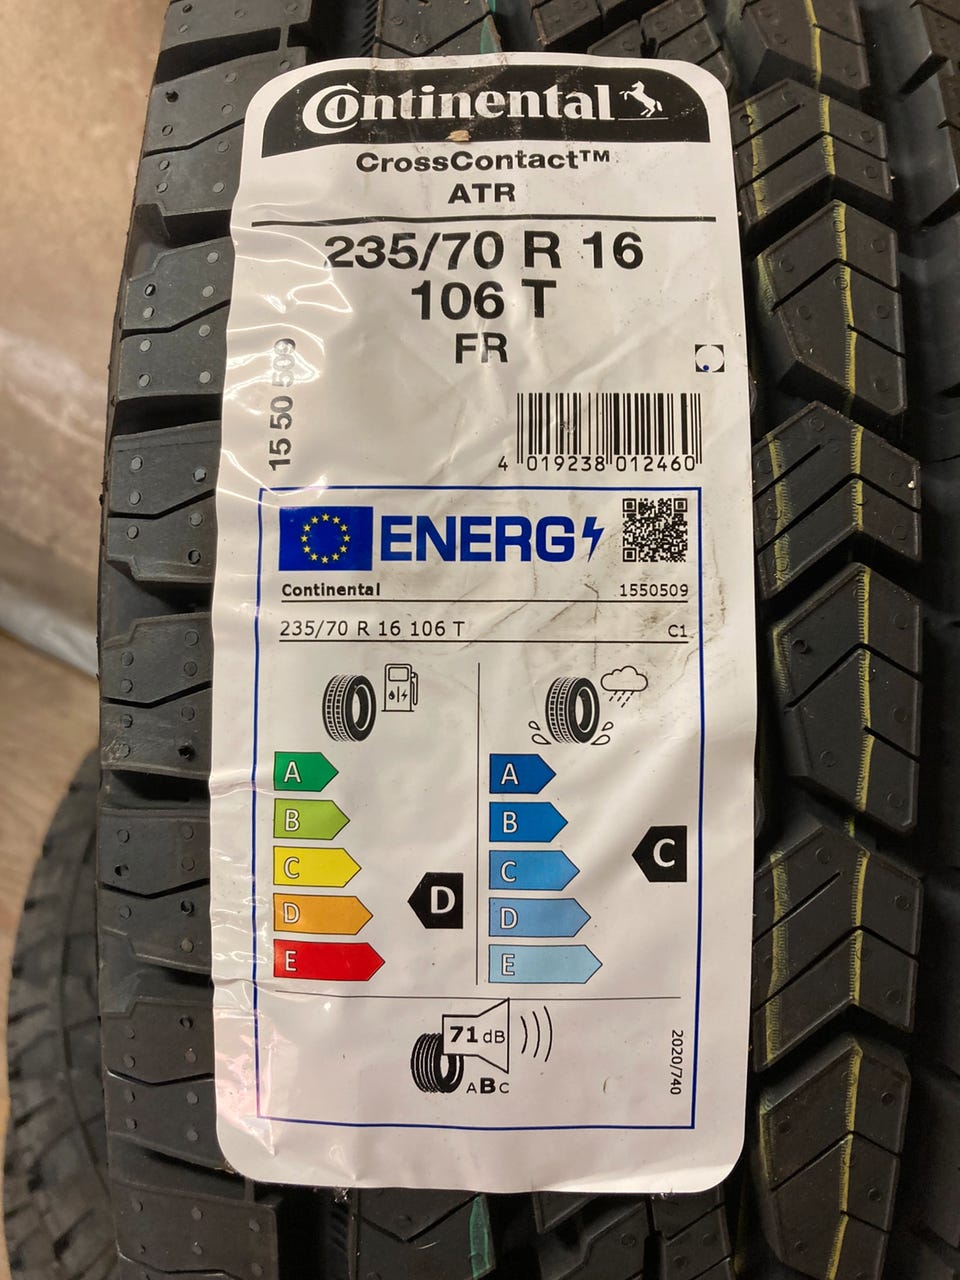 Continental
CrossContact™
ATR
235/70 R 16
106 T
FR
15 50 509
4 019238 012460
ENERG
Continental 1550509
235/70 R 16 106 T C1
A A
B B
C C C
D D D
E E
71 dB
ABC
2020/740